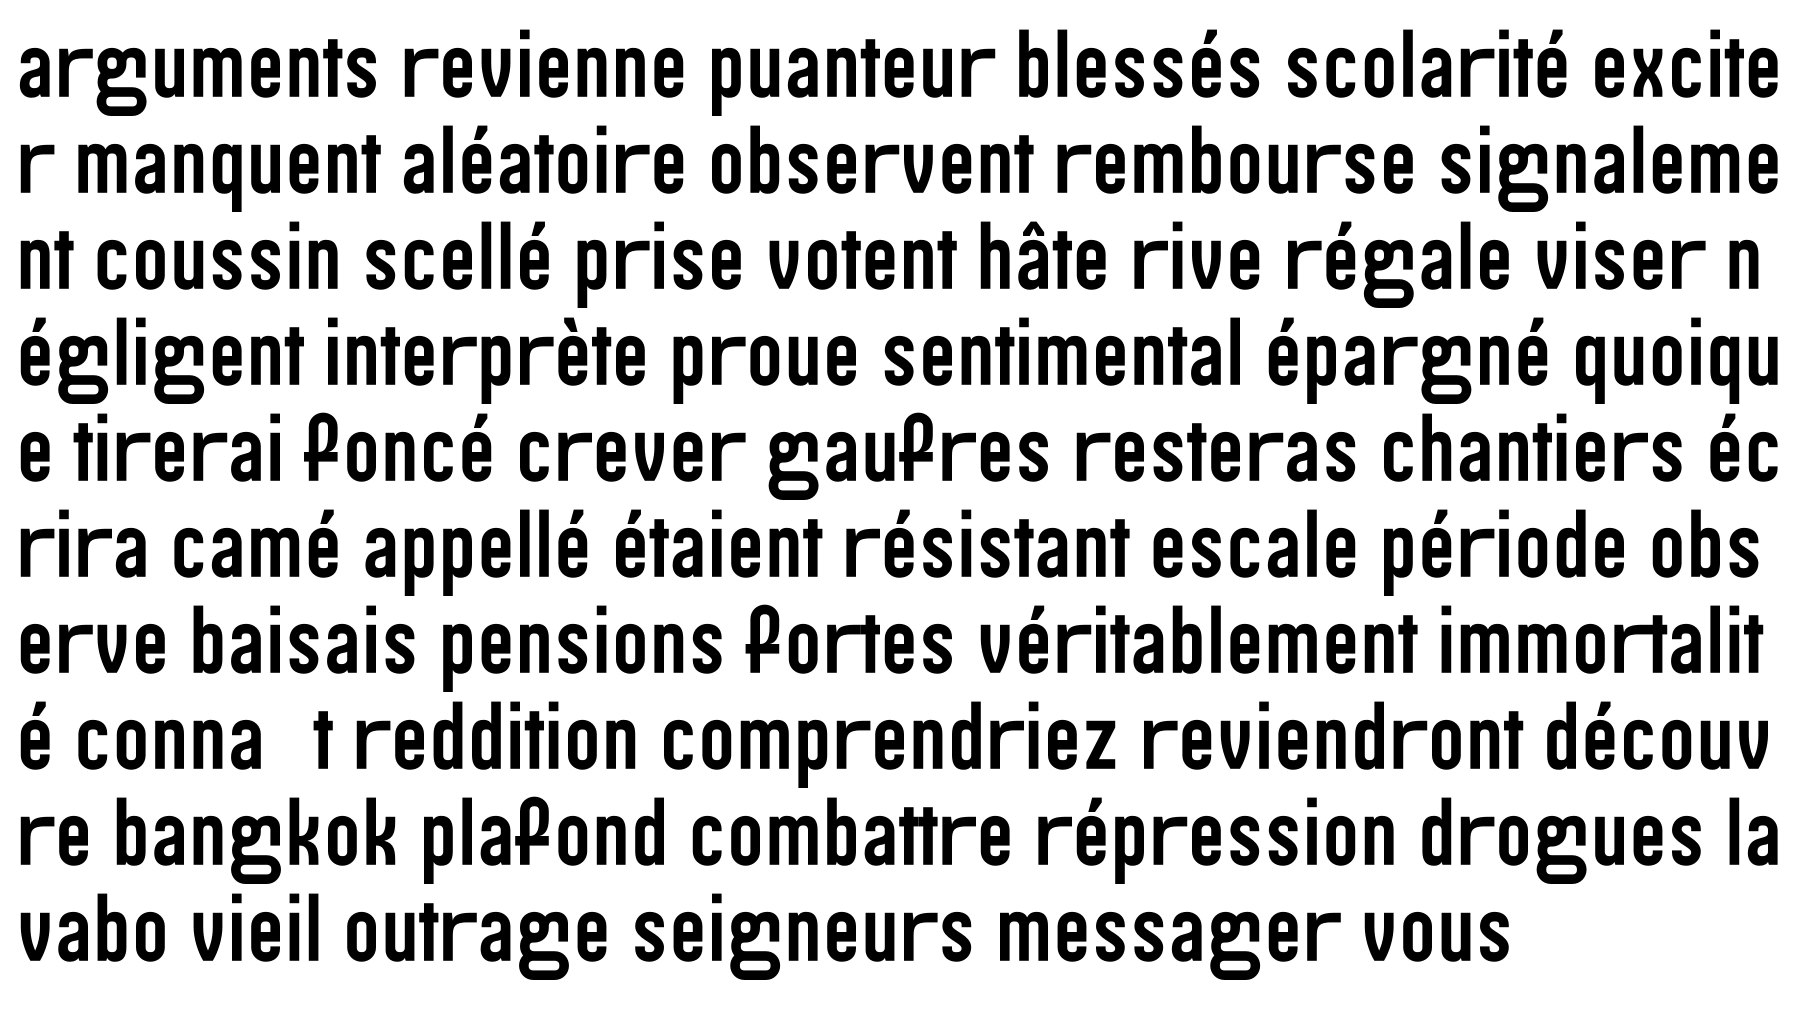 arguments revienne puanteur blessés scolarité excite
r manquent aléatoire observent rembourse signaleme
nt coussin scellé prise votent hâte rive régale viser n
égligent interprète proue sentimental épargné quoiqu
e tirerai foncé crever gaufres resteras chantiers éc
rira camé appellé étaient résistant escale période obs
erve baisais pensions fortes véritablement immortalit
é conna t reddition comprendriez reviendront découv
re bangkok plafond combattre répression drogues la
vabo vieil outrage seigneurs messager vous